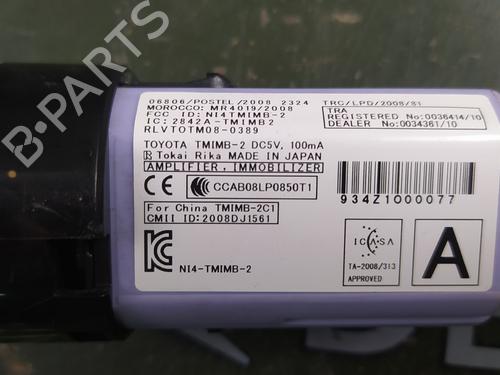 06806/POSTEL/2008 2324
MOROCCO: MR4019/2008
FCC ID: NI4TMIMB-2
IC: 2842A-TMIMB2
RLVTOTM08-0389
TRC/LPD/2008/81
TRA
REGISTERED No:0036414/10
DEALER No:0034361/10
TOYOTA TMIMB-2 DC5V, 100mA
Tokai Rika MADE IN JAPAN
AMPLIFIER, IMMOBILIZER
CCAB08LP0850T1
For China TMIMB-2C1
CMII ID:2008DJ1561
934Z1000077
ICASA
TA-2008/313
APPROVED
A
NI4-TMIMB-2
B-PARTS